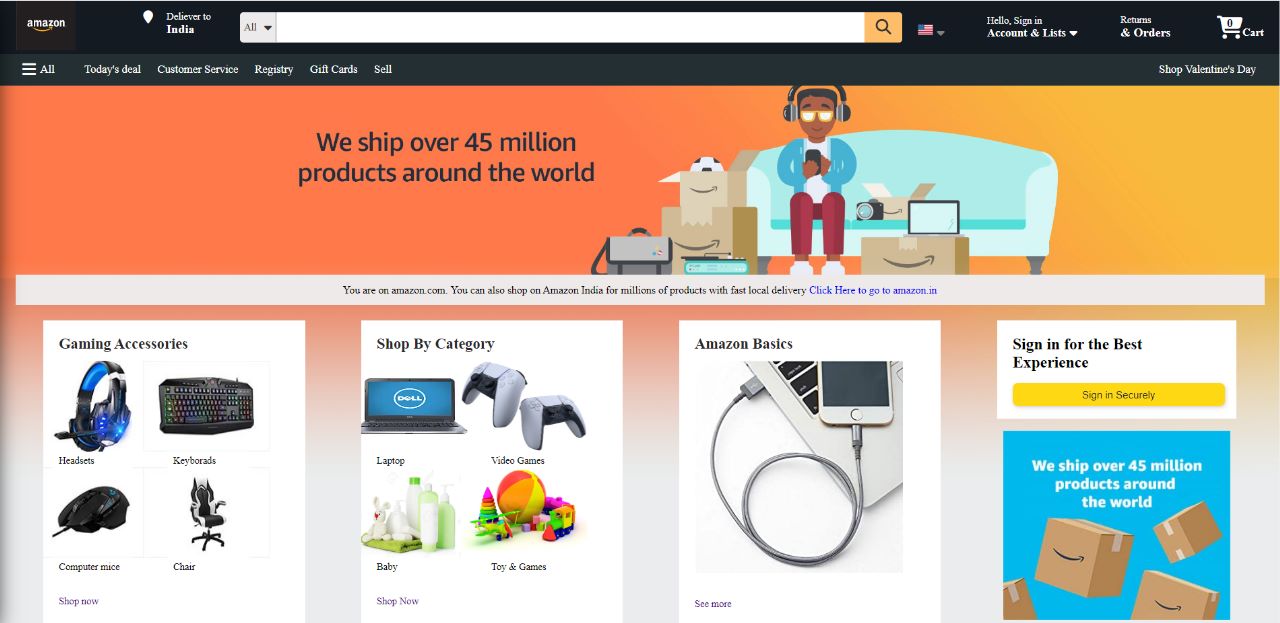 amazon
Deliever to
India
All
Hello, Sign in
Account & Lists
Returns
& Orders
0
Cart
All
Today's deal
Customer Service
Registry
Gift Cards
Sell
Shop Valentine's Day
We ship over 45 million
products around the world
You are on amazon.com. You can also shop on Amazon India for millions of products with fast local delivery Click Here to go to amazon.in
Gaming Accessories
Headsets
Keyborads
Computer mice
Chair
Shop now
Shop By Category
DELL
Laptop
Video Games
Baby
Toy & Games
Shop Now
Amazon Basics
See more
Sign in for the Best
Experience
Sign in Securely
We ship over 45 million
products around
the world